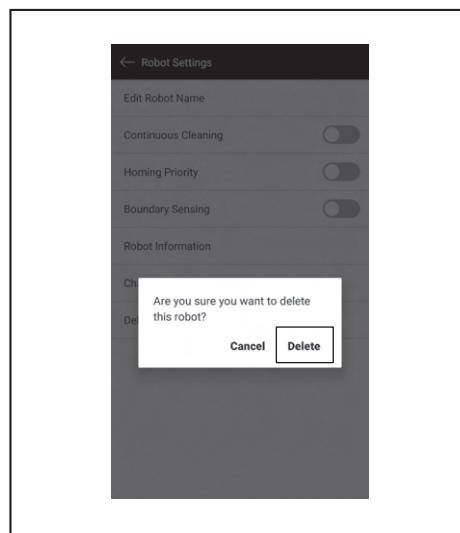 Robot Settings
Edit Robot Name
Continuous Cleaning
Homing Priority
Boundary Sensing
Robot Information
Are you sure you want to delete
this robot?
Cancel Delete